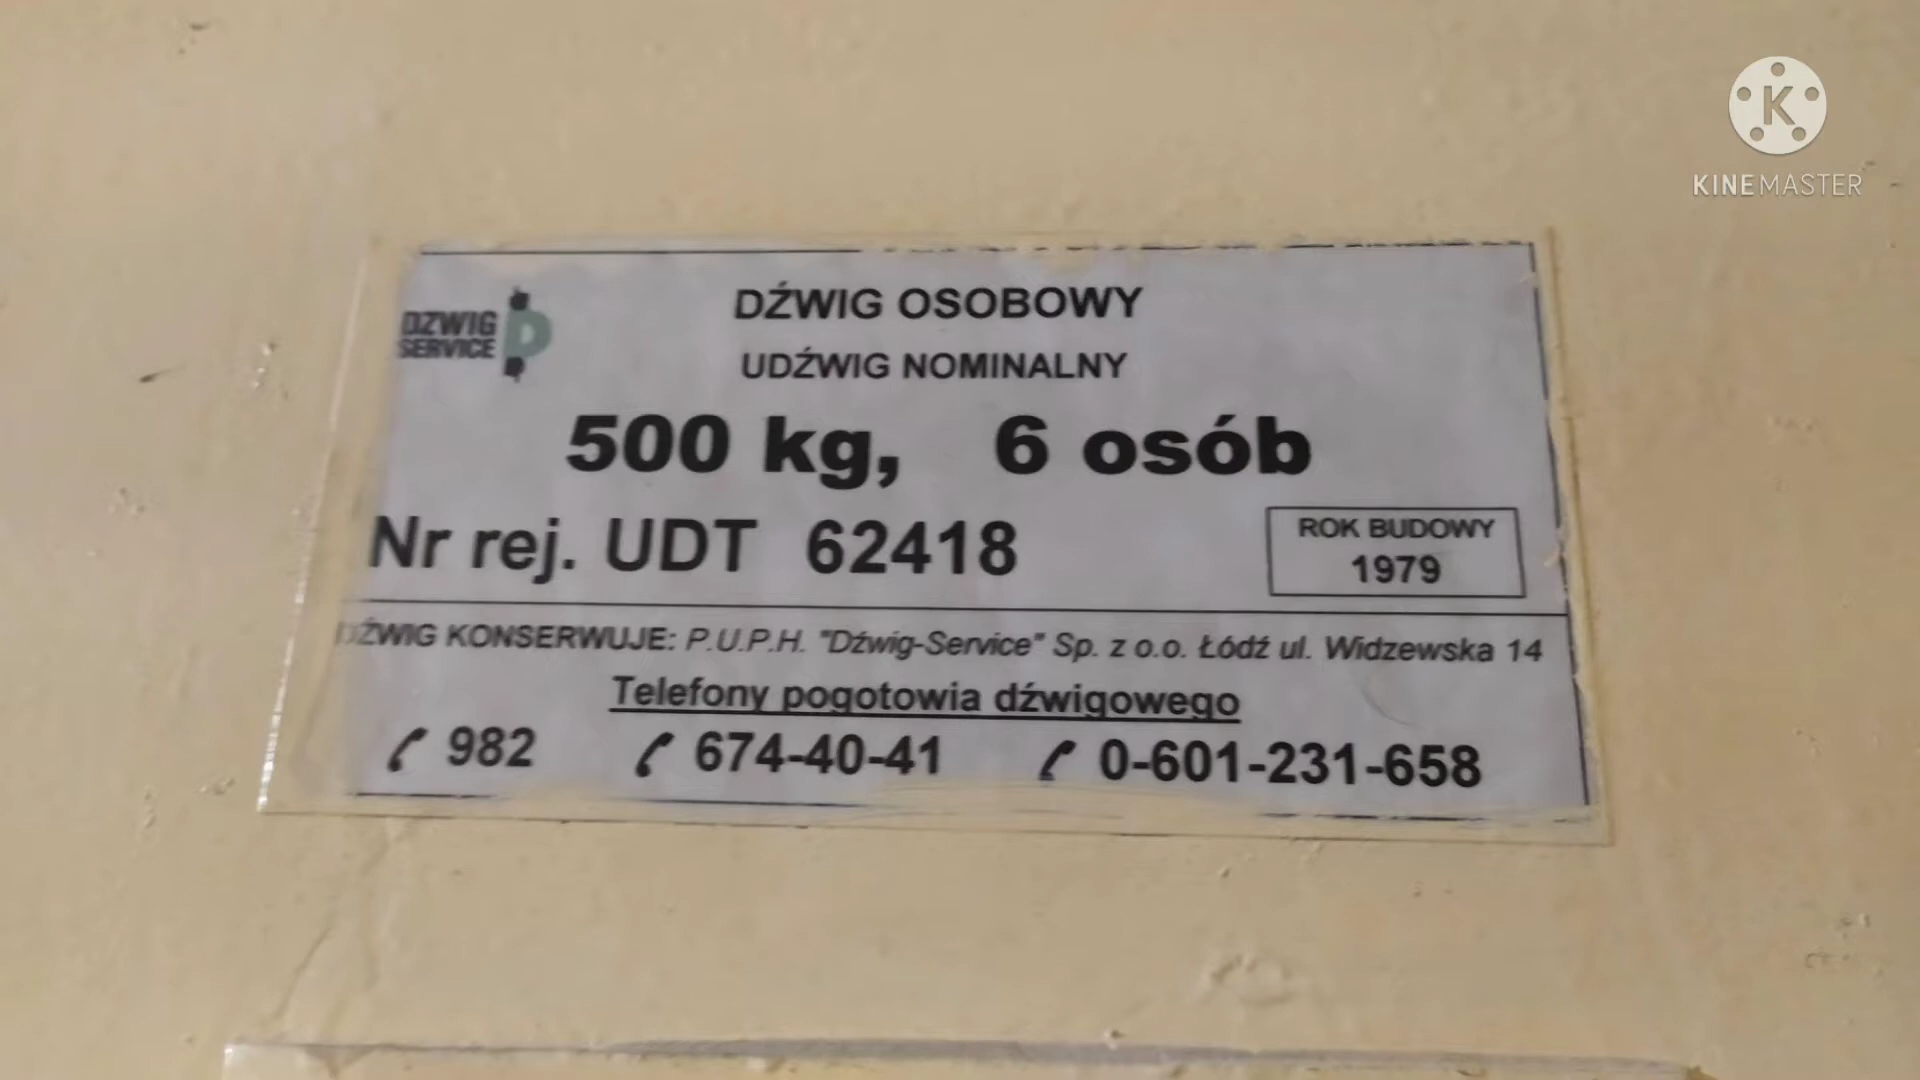 K
KINEMASTER
DZWIG
SERVICE
DŹWIG OSOBOWY
UDŹWIG NOMINALNY
500 kg, 6 osób
Nr rej. UDT 62418
ROK BUDOWY
1979
DŹWIG KONSERWUJE: P.U.P.H. "Dźwig-Service" Sp. z o.o. Łódź ul. Widzewska 14
Telefony pogotowia dźwigowego
982 674-40-41 0-601-231-658